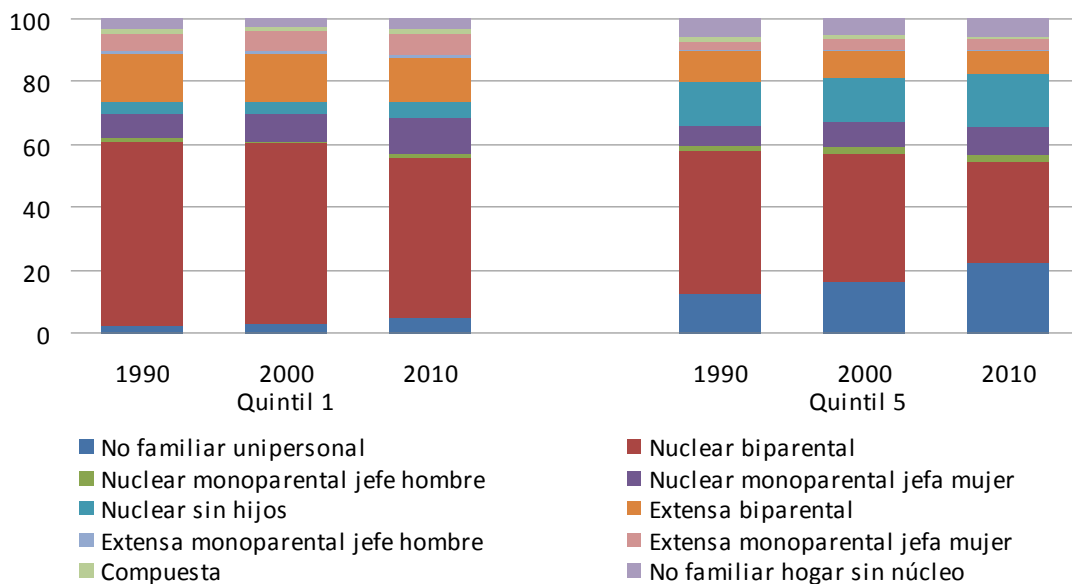 100
80
60
40
20
0
1990 2000 2010 1990 2000 2010
Quintil 1 Quintil 5
No familiar unipersonal Nuclear biparental
Nuclear monoparental jefe hombre Nuclear monoparental jefa mujer
Nuclear sin hijos Extensa biparental
Extensa monoparental jefe hombre Extensa monoparental jefa mujer
Compuesta No familiar hogar sin núcleo